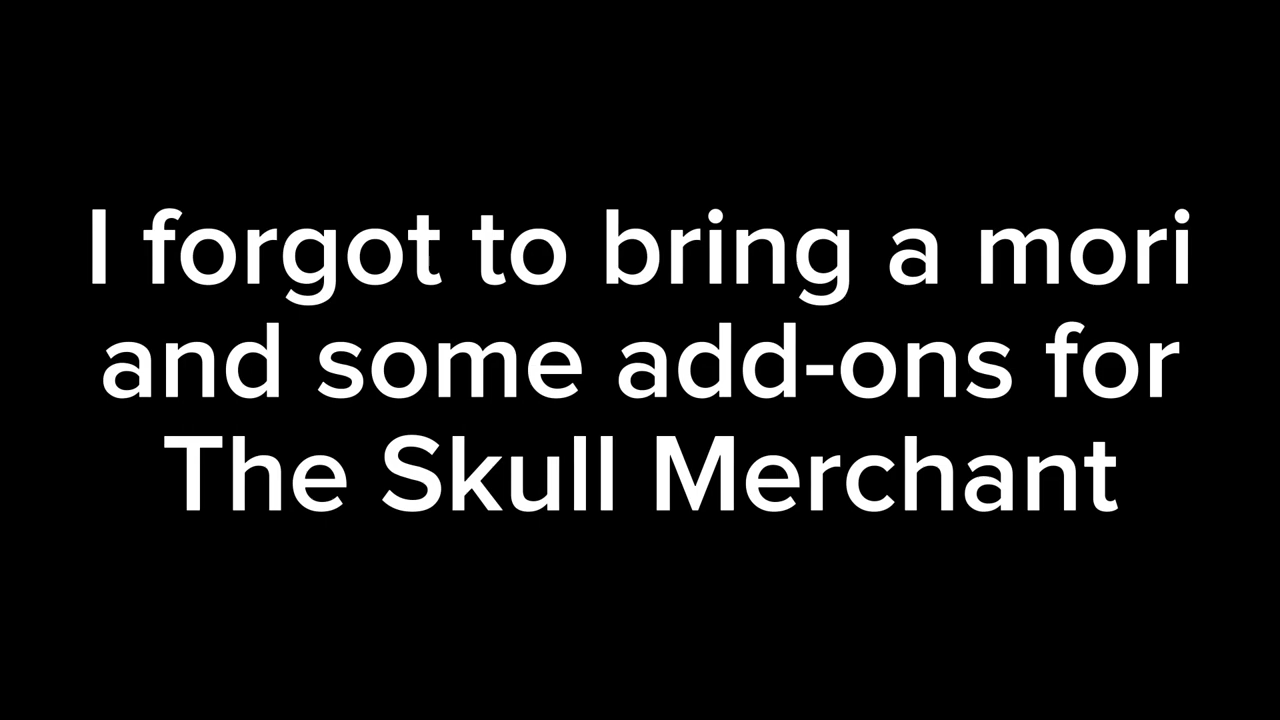 I forgot to bring a mori
and some add-ons for
The Skull Merchant